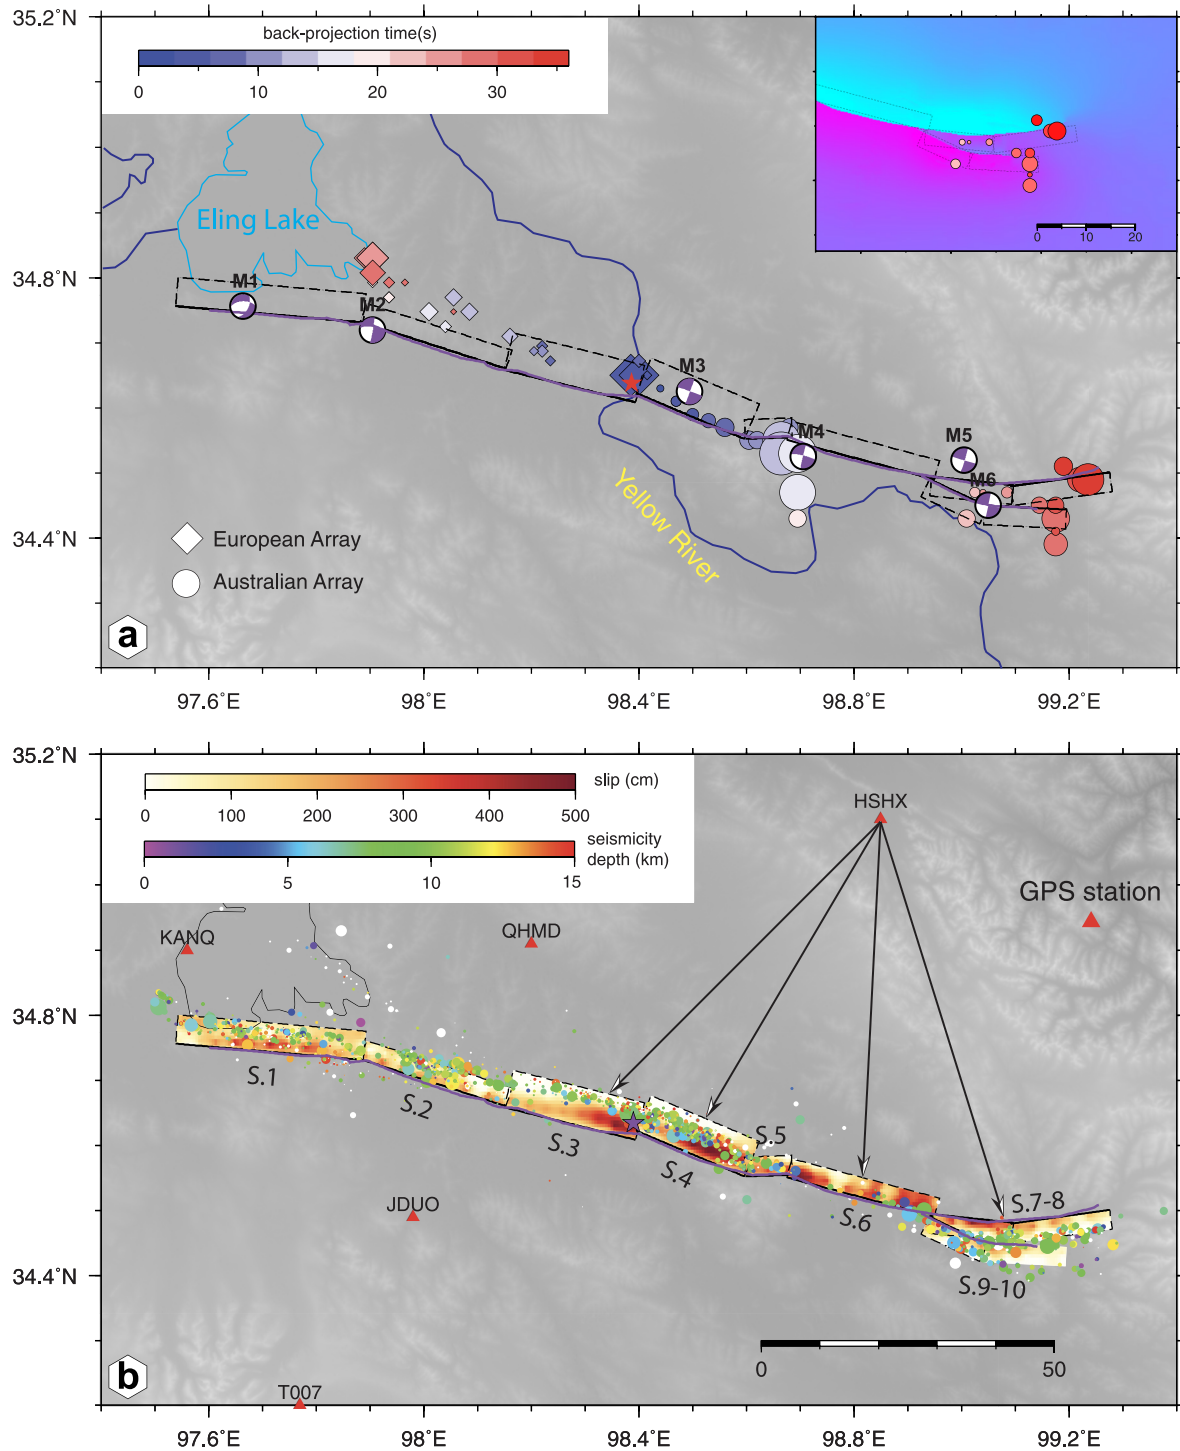 35.2°N
back-projection time(s)
0 10 20 30
0 10 20
Eling Lake
34.8°N
M1
M2
M3
M4
M5
M6
Yellow River
European Array
Australian Array
34.4°N
a
97.6°E 98°E 98.4°E 98.8°E 99.2°E
35.2°N
slip (cm)
0 100 200 300 400 500
seismicity
depth (km)
0 5 10 15
HSHX
GPS station
KANQ
QHMD
34.8°N
S.1
S.2
S.3
S.4
S.5
S.6
S.7-8
S.9-10
JDUO
34.4°N
0 50
b
T007
97.6°E 98°E 98.4°E 98.8°E 99.2°E